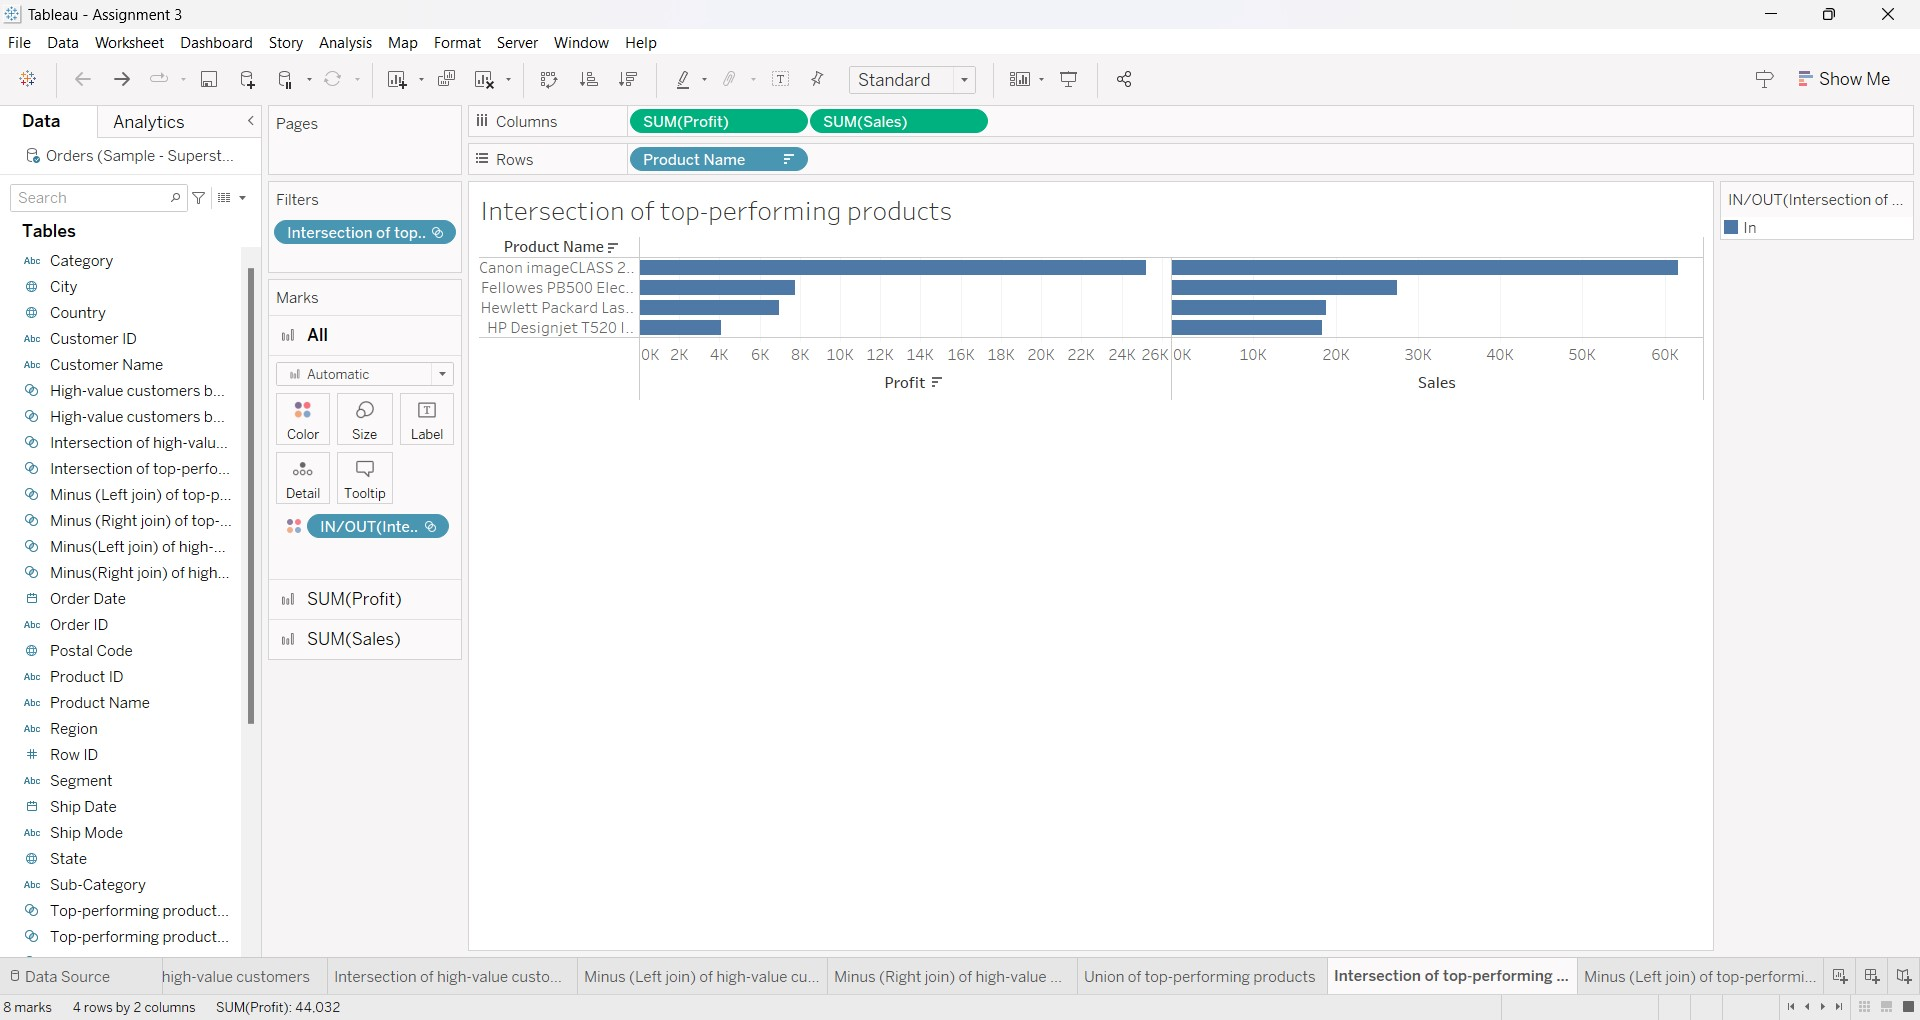 Tableau - Assignment 3
File Data Worksheet Dashboard Story Analysis Map Format Server Window Help
Standard
Show Me
Data Analytics
Orders (Sample - Superst...
Search
Tables
Abc Category
City
Country
Abc Customer ID
Abc Customer Name
High-value customers b...
High-value customers b...
Intersection of high-valu...
Intersection of top-perfo...
Minus (Left join) of top-p...
Minus (Right join) of top-...
Minus(Left join) of high-...
Minus(Right join) of high...
Order Date
Abc Order ID
Postal Code
Abc Product ID
Abc Product Name
Abc Region
# Row ID
Abc Segment
Ship Date
Abc Ship Mode
State
Abc Sub-Category
Top-performing product...
Top-performing product...
Pages
Filters
Intersection of top..
Marks
All
Automatic
Color Size Label
Detail Tooltip
IN/OUT(Inte..
SUM(Profit)
SUM(Sales)
Columns SUM(Profit) SUM(Sales)
Rows Product Name
Intersection of top-performing products
Product Name
Canon imageCLASS 2..
Fellowes PB500 Elec..
Hewlett Packard Las..
HP Designjet T520 I..
0K 2K 4K 6K 8K 10K 12K 14K 16K 18K 20K 22K 24K 26K 0K 10K 20K 30K 40K 50K 60K
Profit Sales
IN/OUT(Intersection of ...
In
Data Source high-value customers Intersection of high-value custo... Minus (Left join) of high-value cu... Minus (Right join) of high-value ... Union of top-performing products Intersection of top-performing ... Minus (Left join) of top-performi...
8 marks 4 rows by 2 columns SUM(Profit): 44,032